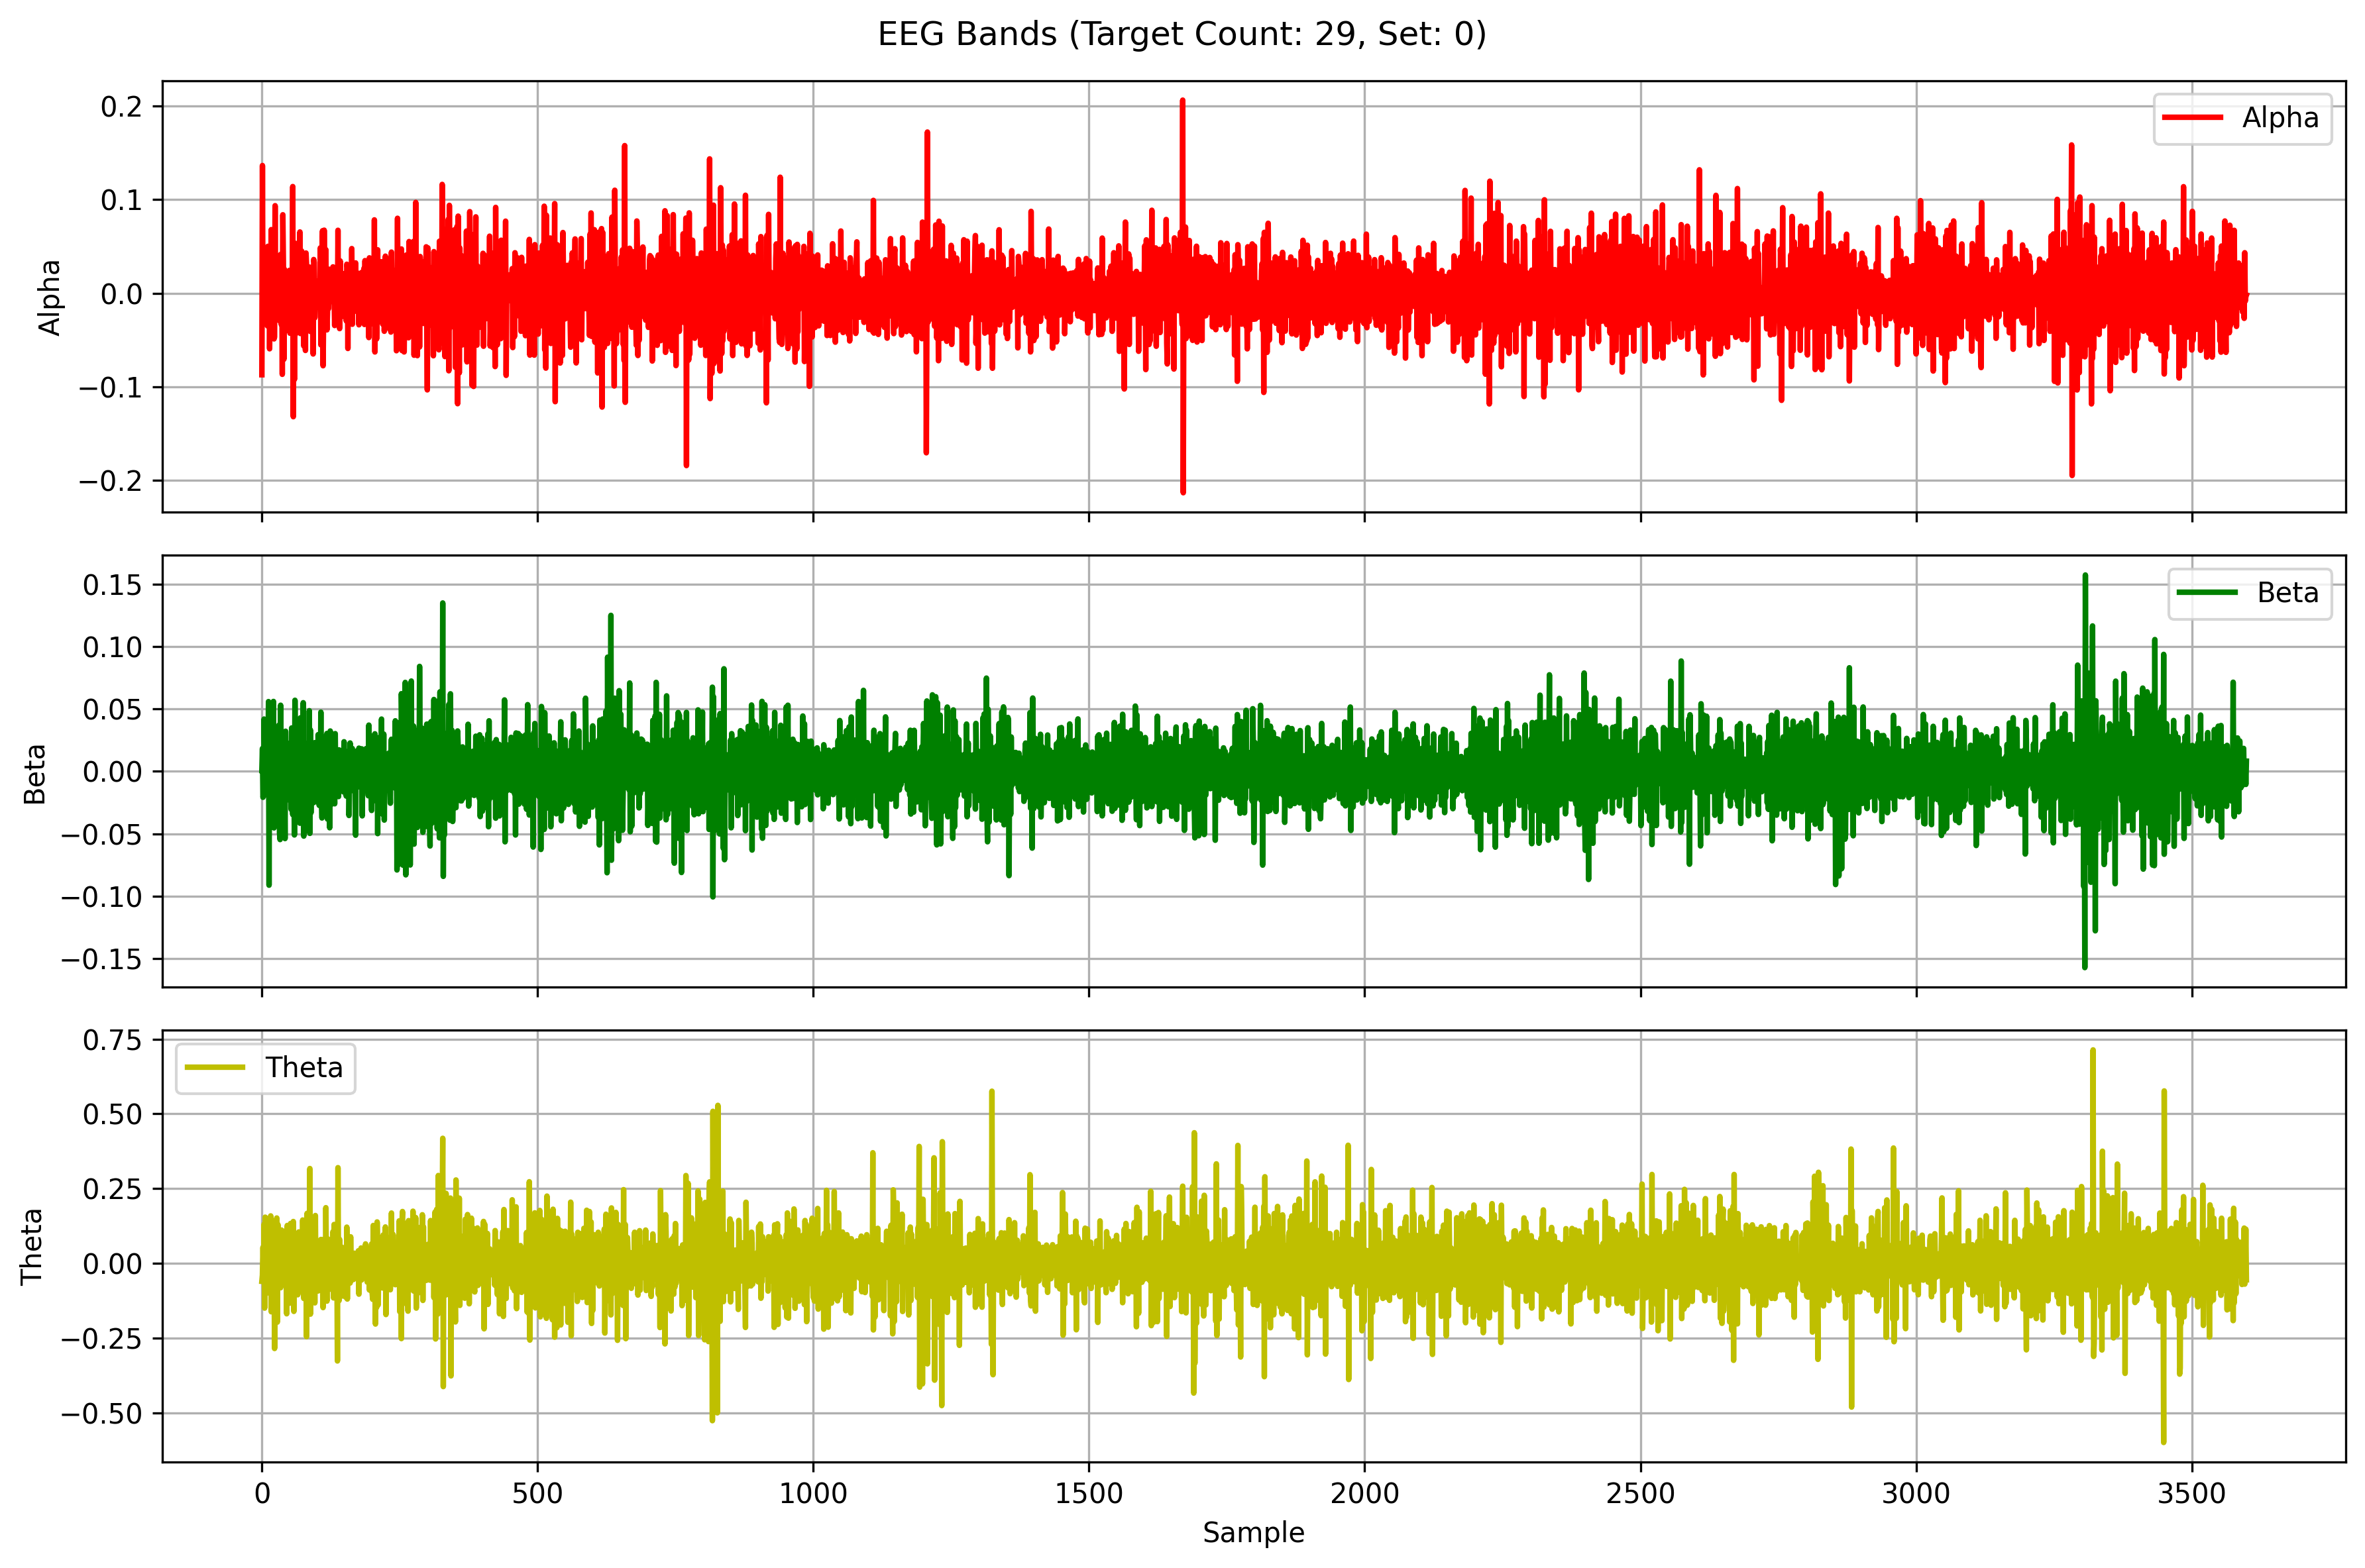 EEG Bands (Target Count: 29, Set: 0)
0.2
0.1
0.0
−0.1
−0.2
Alpha
Alpha
0.15
0.10
0.05
0.00
−0.05
−0.10
−0.15
Beta
Beta
0.75
0.50
0.25
0.00
−0.25
−0.50
Theta
Theta
0 500 1000 1500 2000 2500 3000 3500
Sample